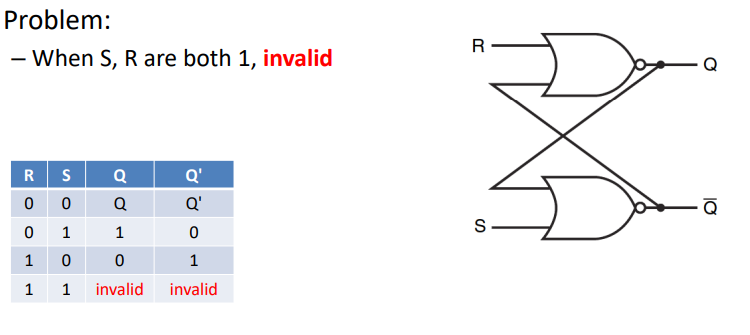 Problem:
– When S, R are both 1, invalid
R
Q
S
Q̅
R S Q Q'
0 0 Q Q'
0 1 1 0
1 0 0 1
1 1 invalid invalid